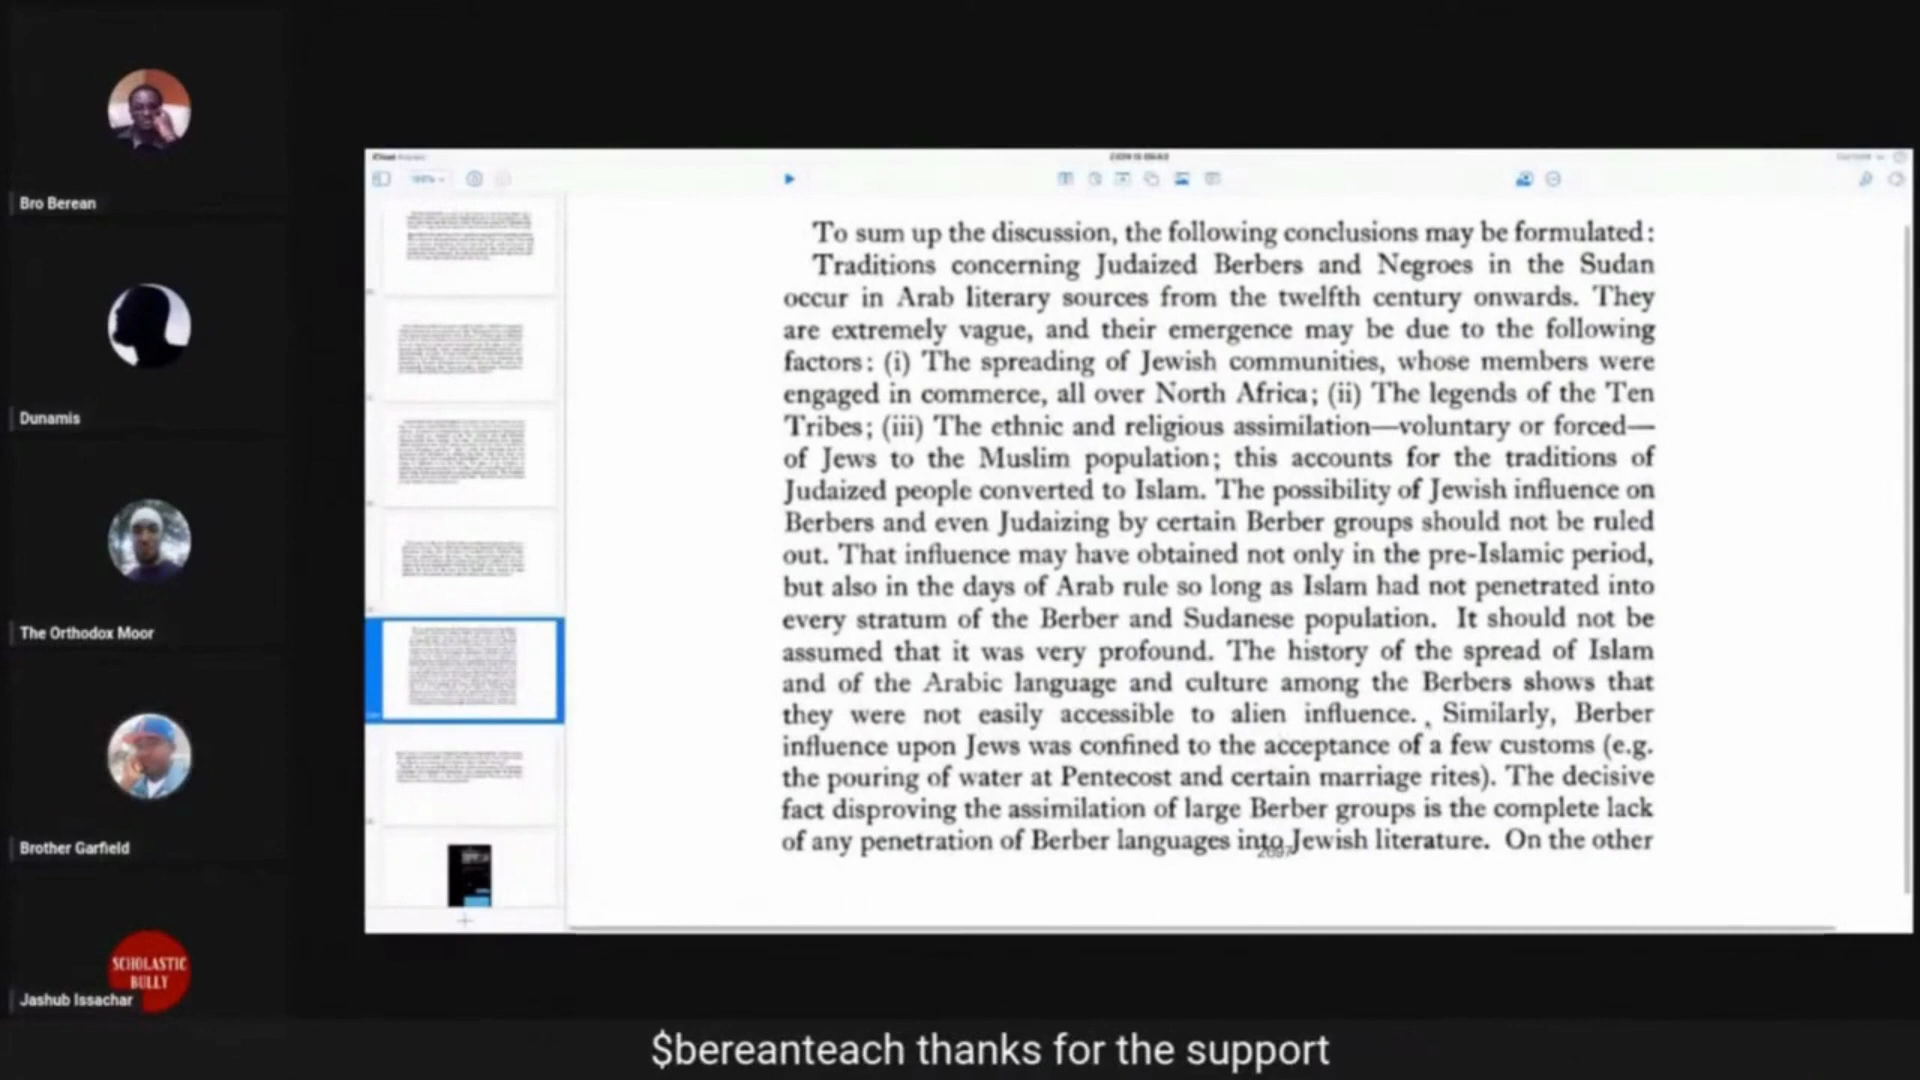 Bro Berean
Dunamis
The Orthodox Moor
Brother Garfield
SCHOLASTIC
BULLY
Jashub Issachar
To sum up the discussion, the following conclusions may be formulated:
Traditions concerning Judaized Berbers and Negroes in the Sudan
occur in Arab literary sources from the twelfth century onwards. They
are extremely vague, and their emergence may be due to the following
factors: (i) The spreading of Jewish communities, whose members were
engaged in commerce, all over North Africa; (ii) The legends of the Ten
Tribes; (iii) The ethnic and religious assimilation—voluntary or forced—
of Jews to the Muslim population; this accounts for the traditions of
Judaized people converted to Islam. The possibility of Jewish influence on
Berbers and even Judaizing by certain Berber groups should not be ruled
out. That influence may have obtained not only in the pre-Islamic period,
but also in the days of Arab rule so long as Islam had not penetrated into
every stratum of the Berber and Sudanese population. It should not be
assumed that it was very profound. The history of the spread of Islam
and of the Arabic language and culture among the Berbers shows that
they were not easily accessible to alien influence. Similarly, Berber
influence upon Jews was confined to the acceptance of a few customs (e.g.
the pouring of water at Pentecost and certain marriage rites). The decisive
fact disproving the assimilation of large Berber groups is the complete lack
of any penetration of Berber languages into Jewish literature. On the other
$bereanteach thanks for the support